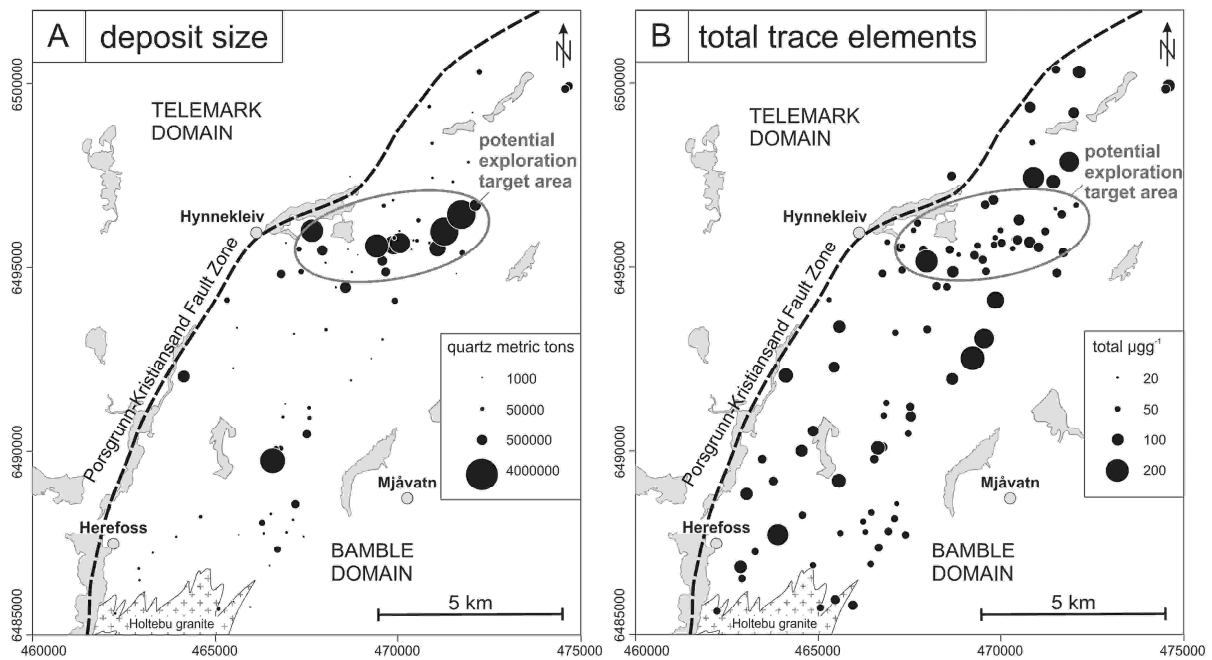 A deposit size
N
6500000
TELEMARK
DOMAIN
potential
exploration
target area
Hynnekleiv
6495000
Porsgrunn-Kristiansand Fault Zone
quartz metric tons
1000
50000
500000
4000000
6490000
Mjåvatn
Herefoss
BAMBLE
DOMAIN
5 km
6485000
Holtebu granite
460000
465000
470000
475000
B total trace elements
N
6500000
TELEMARK
DOMAIN
potential
exploration
target area
Hynnekleiv
6495000
Porsgrunn-Kristiansand Fault Zone
total µgg⁻¹
20
50
100
200
6490000
Mjåvatn
Herefoss
BAMBLE
DOMAIN
5 km
6485000
Holtebu granite
460000
465000
470000
475000